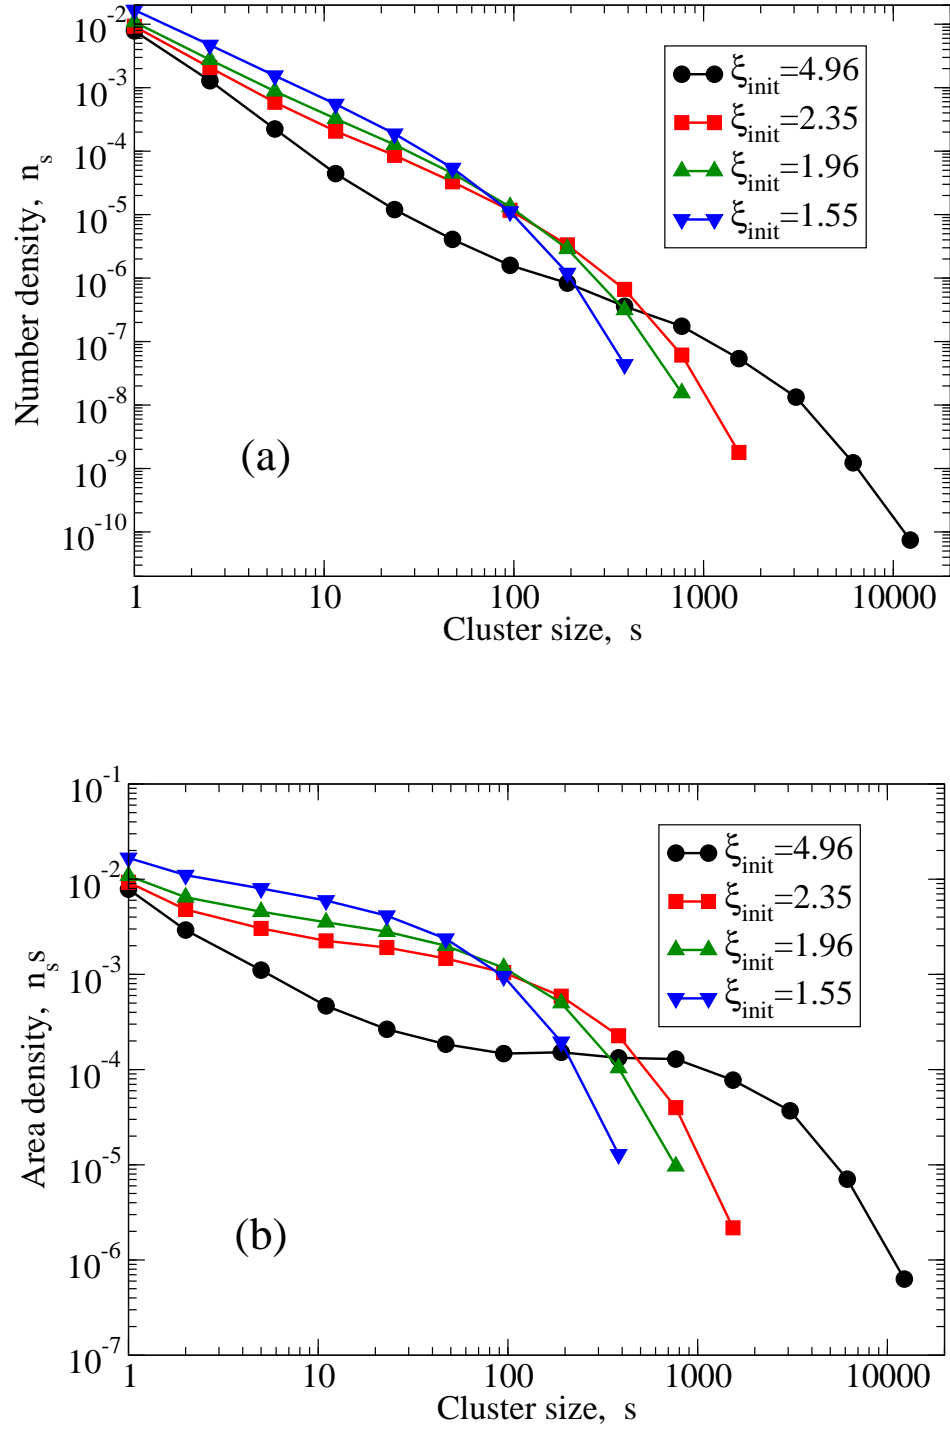 10^-2
10^-3
10^-4
10^-5
10^-6
10^-7
10^-8
10^-9
10^-10
Number density, n_s
ξ_init=4.96
ξ_init=2.35
ξ_init=1.96
ξ_init=1.55
(a)
1 10 100 1000 10000
Cluster size, s
10^-1
10^-2
10^-3
10^-4
10^-5
10^-6
10^-7
Area density, n_s s
ξ_init=4.96
ξ_init=2.35
ξ_init=1.96
ξ_init=1.55
(b)
1 10 100 1000 10000
Cluster size, s